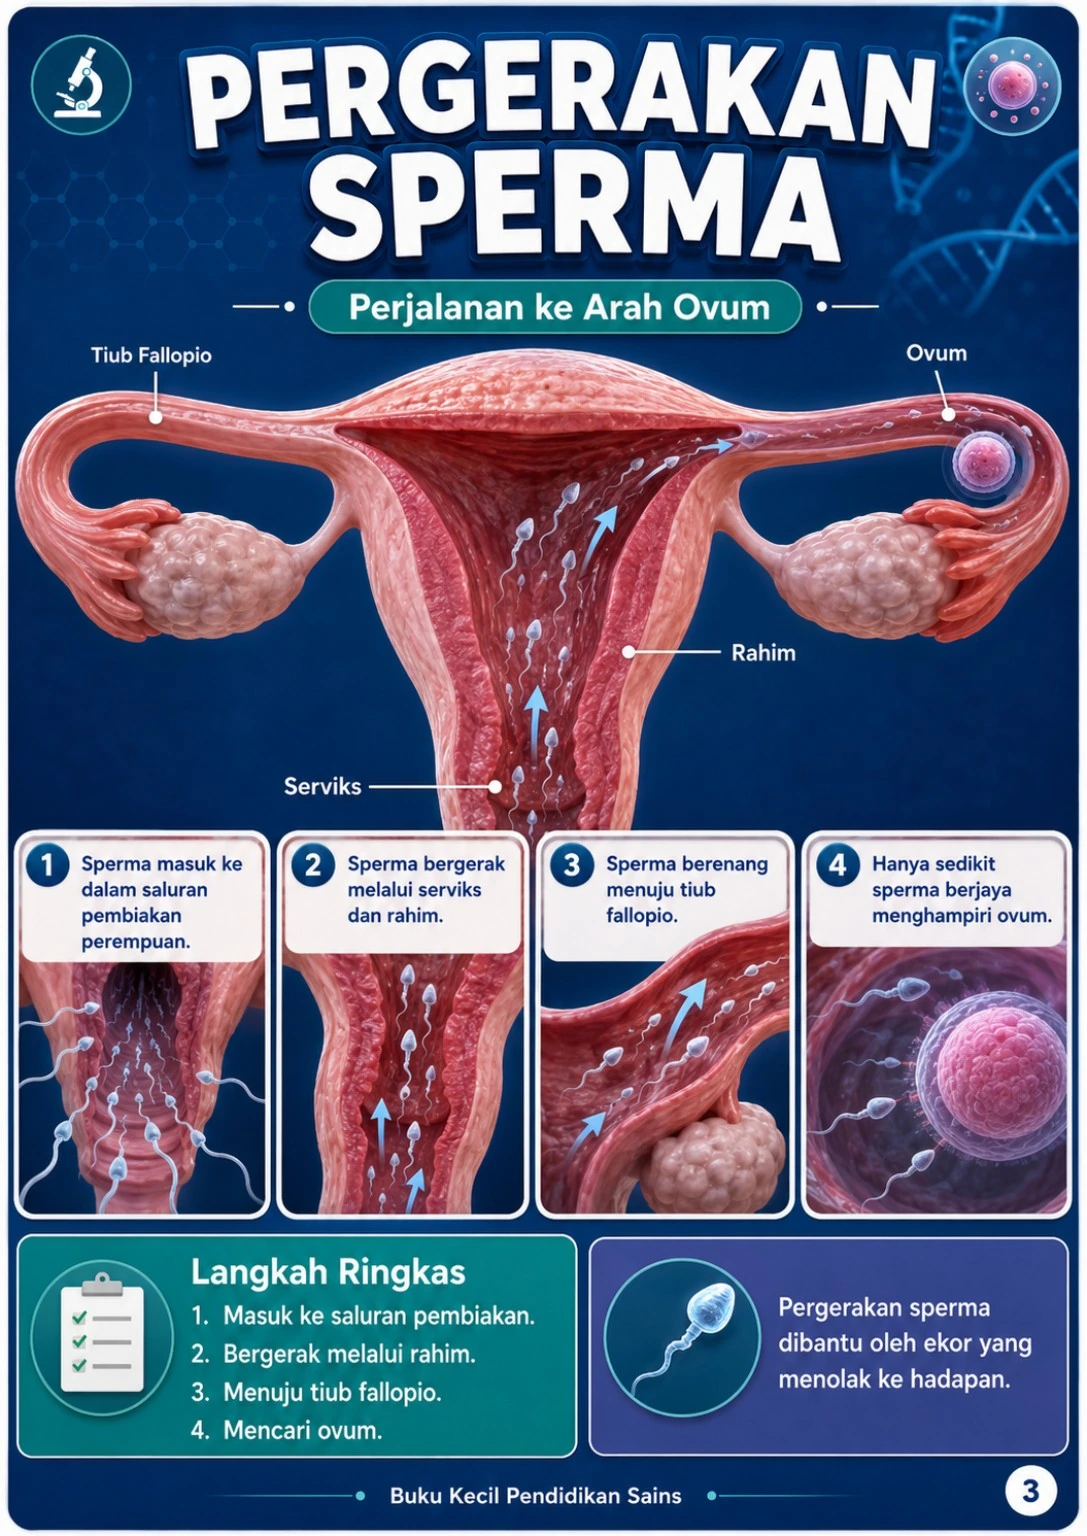 PERGERAKAN
SPERMA
Perjalanan ke Arah Ovum
Tiub Fallopio
Ovum
Rahim
Serviks
1
Sperma masuk ke
dalam saluran
pembiakan
perempuan.
2
Sperma bergerak
melalui serviks
dan rahim.
3
Sperma berenang
menuju tiub
fallopio.
4
Hanya sedikit
sperma berjaya
menghampiri ovum.
Langkah Ringkas
1. Masuk ke saluran pembiakan.
2. Bergerak melalui rahim.
3. Menuju tiub fallopio.
4. Mencari ovum.
Pergerakan sperma
dibantu oleh ekor yang
menolak ke hadapan.
Buku Kecil Pendidikan Sains
3